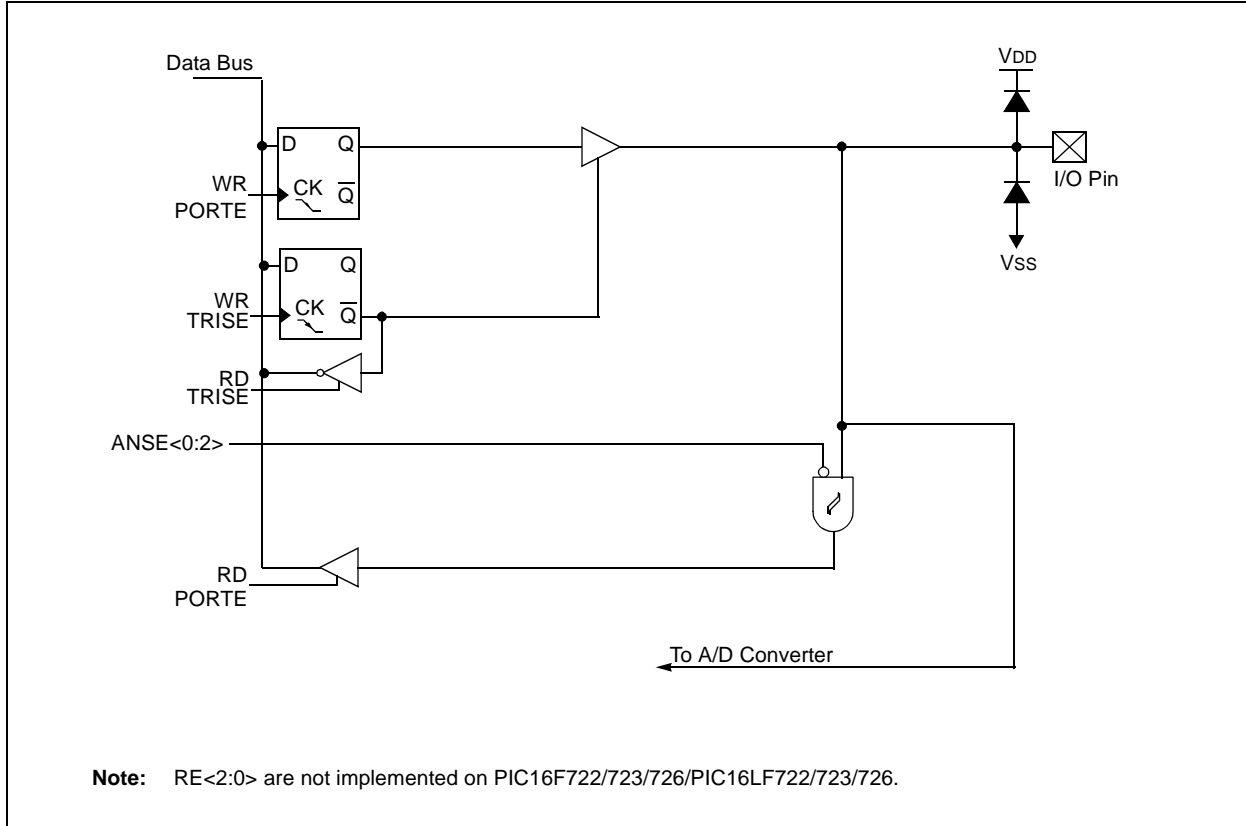 Data Bus
VDD
D Q
WR
PORTE
CK Q
I/O Pin
D Q
VSS
WR
TRISE
CK Q
RD
TRISE
ANSE<0:2>
RD
PORTE
To A/D Converter
Note: RE<2:0> are not implemented on PIC16F722/723/726/PIC16LF722/723/726.